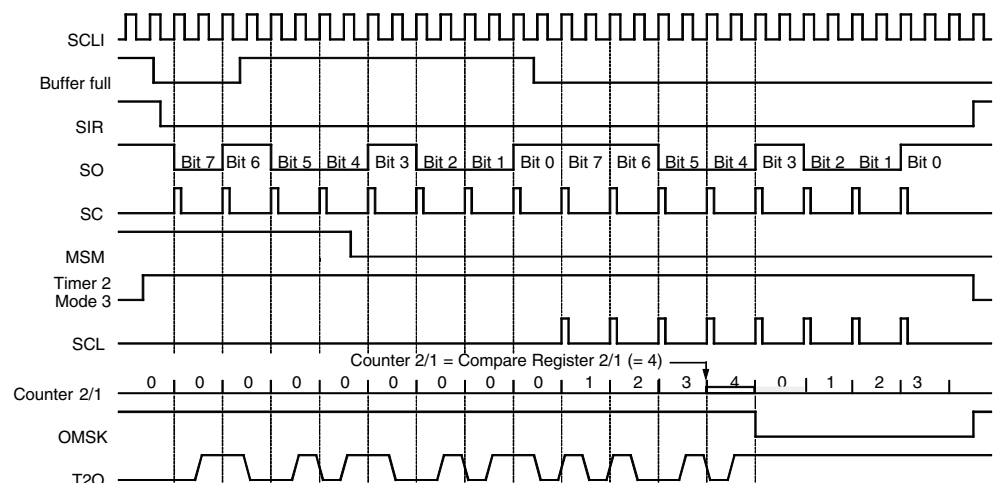 SCLI
Buffer full
SIR
SO Bit 7 Bit 6 Bit 5 Bit 4 Bit 3 Bit 2 Bit 1 Bit 0 Bit 7 Bit 6 Bit 5 Bit 4 Bit 3 Bit 2 Bit 1 Bit 0
SC
MSM
Timer 2
Mode 3
SCL
Counter 2/1 = Compare Register 2/1 (= 4)
Counter 2/1 0 0 0 0 0 0 0 0 0 1 2 3 4 0 1 2 3
OMSK
T2O